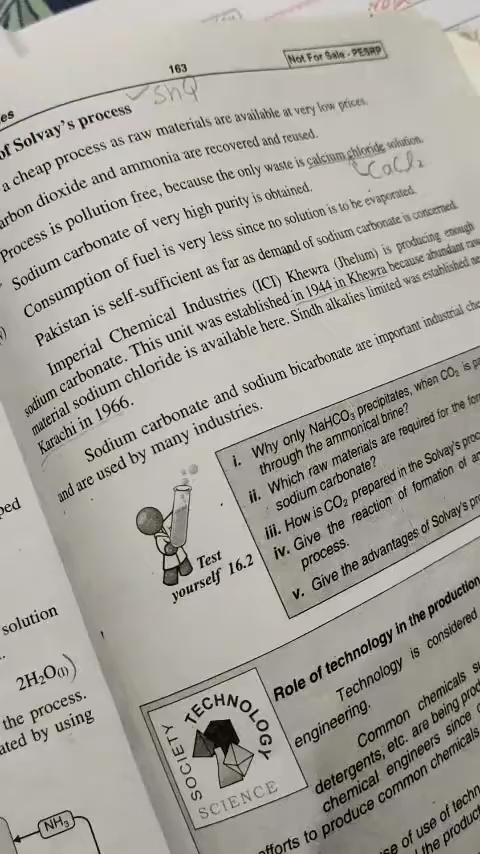 163
Not For Sale - PESRP
es
of Solvay's process
ShQ
a cheap process as raw materials are available at very low prices.
arbon dioxide and ammonia are recovered and reused.
Process is pollution free, because the only waste is calcium chloride solution.
CaCl2
Sodium carbonate of very high purity is obtained.
Consumption of fuel is very less since no solution is to be evaporated.
Pakistan is self-sufficient as far as demand of sodium carbonate is concerned.
Imperial Chemical Industries (ICI) Khewra (Jhelum) is producing enough
sodium carbonate. This unit was established in 1944 in Khewra because abundant raw
material sodium chloride is available here. Sindh alkalies limited was established ne
Karachi in 1966.
Sodium carbonate and sodium bicarbonate are important industrial che
and are used by many industries.
Test
yourself 16.2
i. Why only NaHCO₃ precipitates, when CO₂ is pa
through the ammonical brine?
ii. Which raw materials are required for the for
sodium carbonate?
iii. How is CO₂ prepared in the Solvay's proc
iv. Give the reaction of formation of am
process.
v. Give the advantages of Solvay's pr
ped
solution
2H₂O(l)
the process.
ated by using
NH₃
SOCIETY
TECHNOLOGY
SCIENCE
Role of technology in the production
Technology is considered
engineering.
Common chemicals s
detergents, etc. are being prod
chemical engineers since
efforts to produce common chemicals
se of use of techn
the product